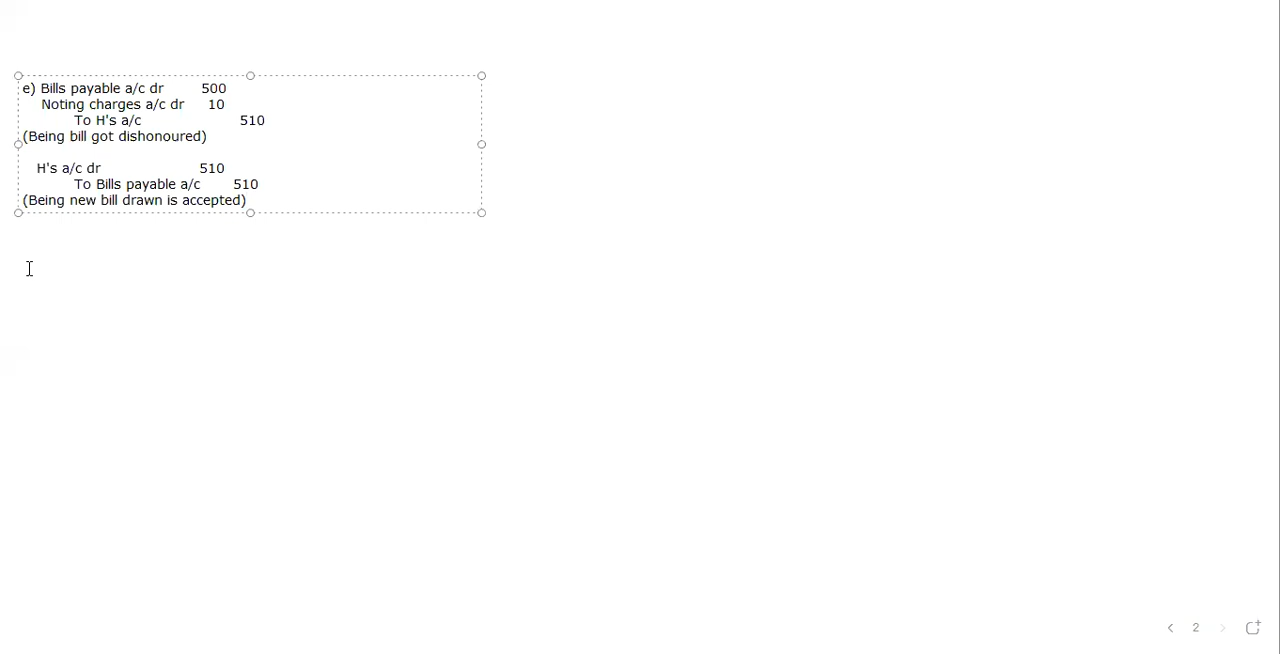 e) Bills payable a/c dr 500
Noting charges a/c dr 10
To H's a/c 510
(Being bill got dishonoured)
H's a/c dr 510
To Bills payable a/c 510
(Being new bill drawn is accepted)
2